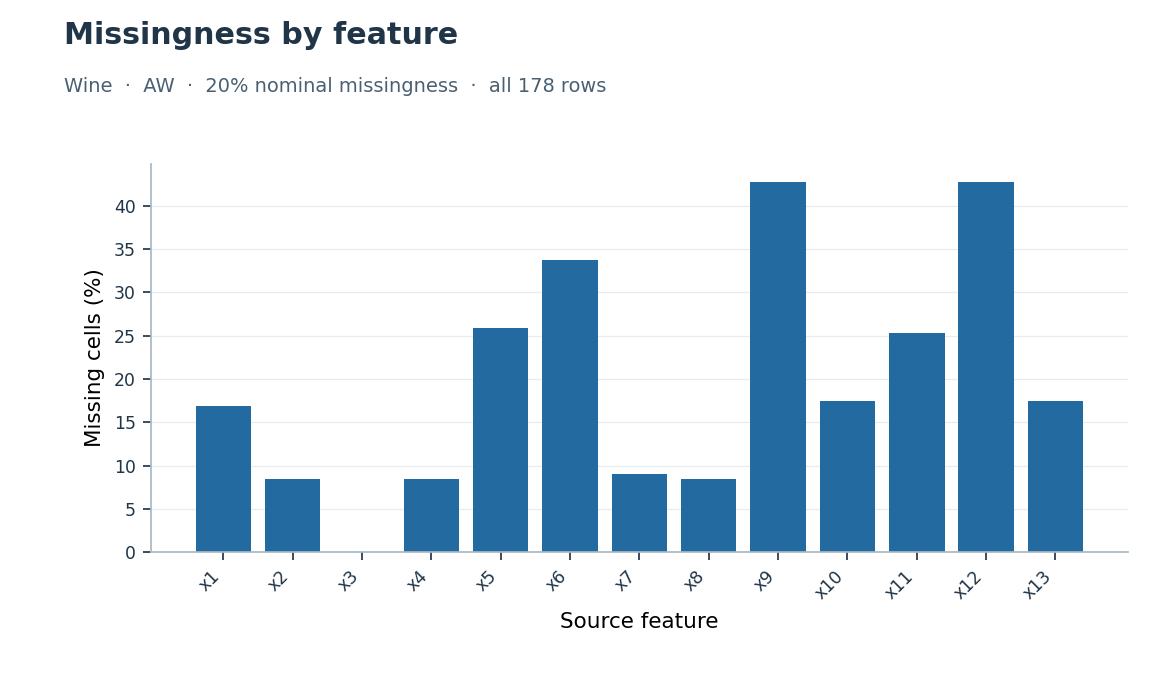 Missingness by feature
Wine · AW · 20% nominal missingness · all 178 rows
Missing cells (%)
40
35
30
25
20
15
10
5
0
x1 x2 x3 x4 x5 x6 x7 x8 x9 x10 x11 x12 x13
Source feature